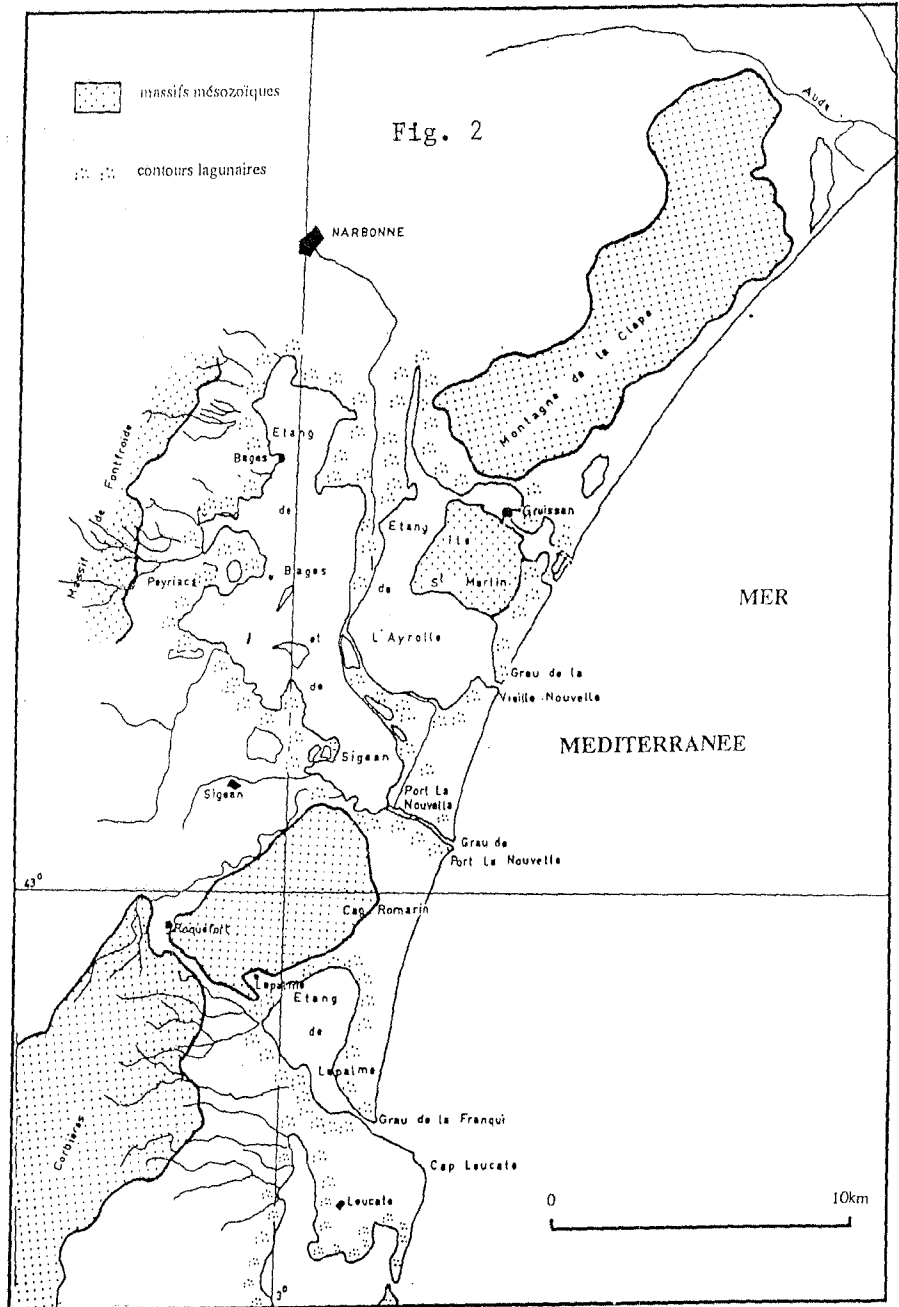 massifs mésozoïques
Fig. 2
contours lagunaires
Aude
NARBONNE
Montagne de la Clape
Massif de Fontfroide
Etang
Bages
de
Gruissan
Etang
Ile
St Martin
Peyriac
Bages
de
MER
et
L'Ayrolle
de
Grau de la
Vieille Nouvelle
MEDITERRANEE
Sigean
Sigean
Port La
Nouvelle
Grau de
Port La Nouvelle
43°
Cap Romarin
Roquefort
Lapalme
Etang
de
Lapalme
Grau de la Franqui
Corbières
Cap Leucate
Leucate
0 10km
3°